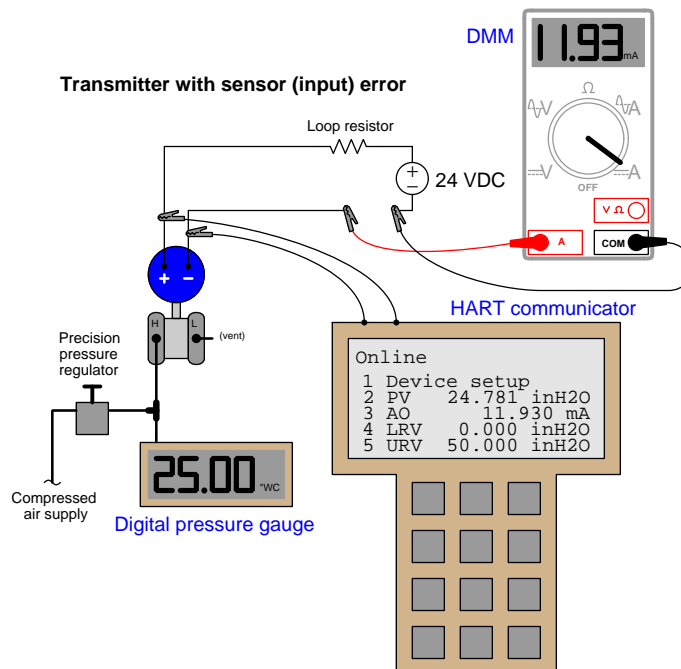 DMM
11.93 mA
Transmitter with sensor (input) error
Ω
V
A
Loop resistor
24 VDC
V
A
OFF
V Ω
A
COM
+ -
+ -
HART communicator
H
L
(vent)
Precision
pressure
regulator
Online
1 Device setup
2 PV 24.781 inH2O
3 AO 11.930 mA
4 LRV 0.000 inH2O
5 URV 50.000 inH2O
25.00 "WC
Compressed
air supply
Digital pressure gauge